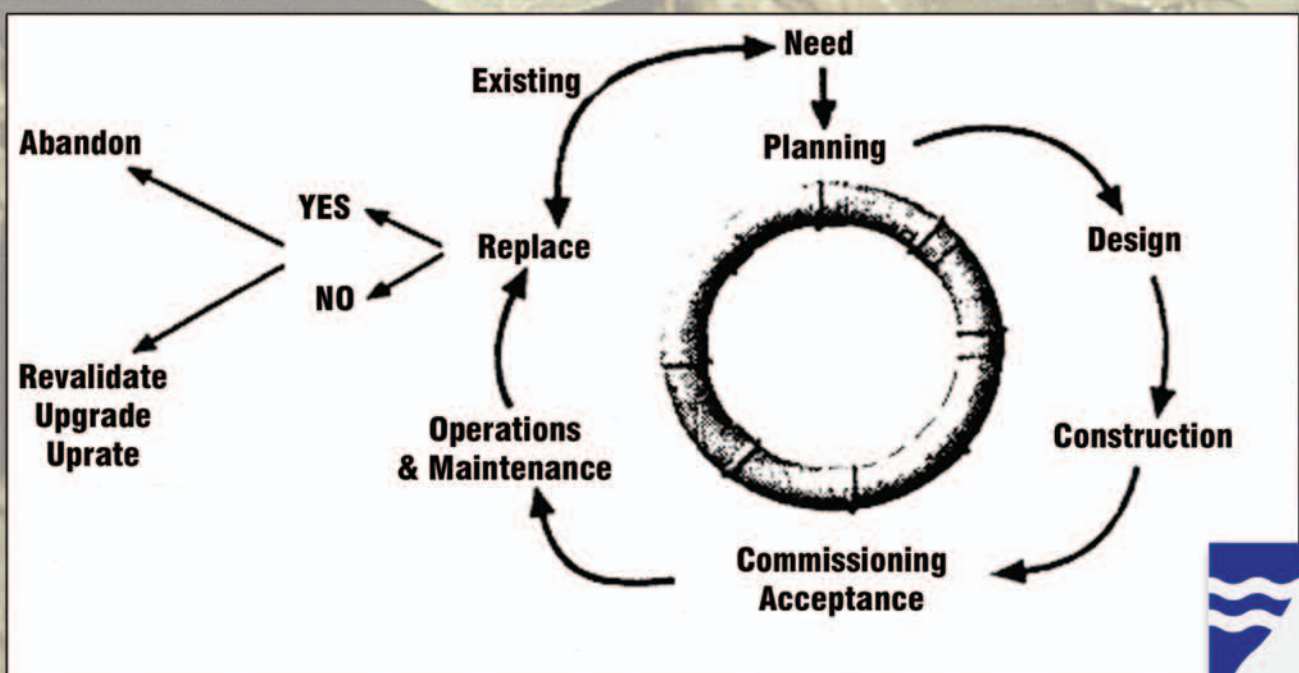 Need
Existing
Planning
Abandon
YES
Replace
Design
NO
Revalidate
Upgrade
Uprate
Operations
& Maintenance
Construction
Commissioning
Acceptance